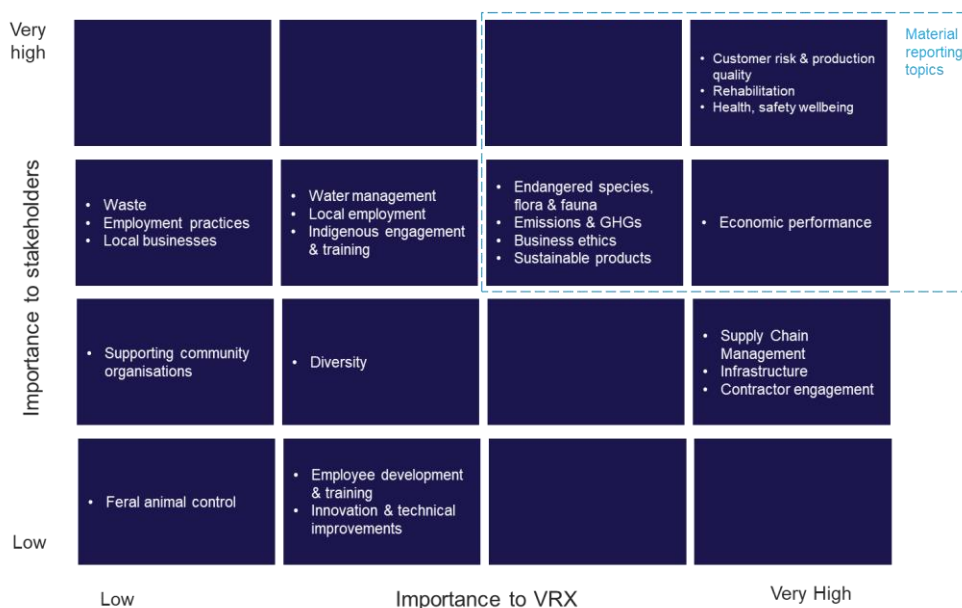 Very
high
Material
reporting
topics
• Customer risk & production
quality
• Rehabilitation
• Health, safety wellbeing
Importance to stakeholders
• Waste
• Employment practices
• Local businesses
• Water management
• Local employment
• Indigenous engagement
& training
• Endangered species,
flora & fauna
• Emissions & GHGs
• Business ethics
• Sustainable products
• Economic performance
• Supporting community
organisations
• Diversity
• Supply Chain
Management
• Infrastructure
• Contractor engagement
• Feral animal control
• Employee development
& training
• Innovation & technical
improvements
Low
Low
Importance to VRX
Very High